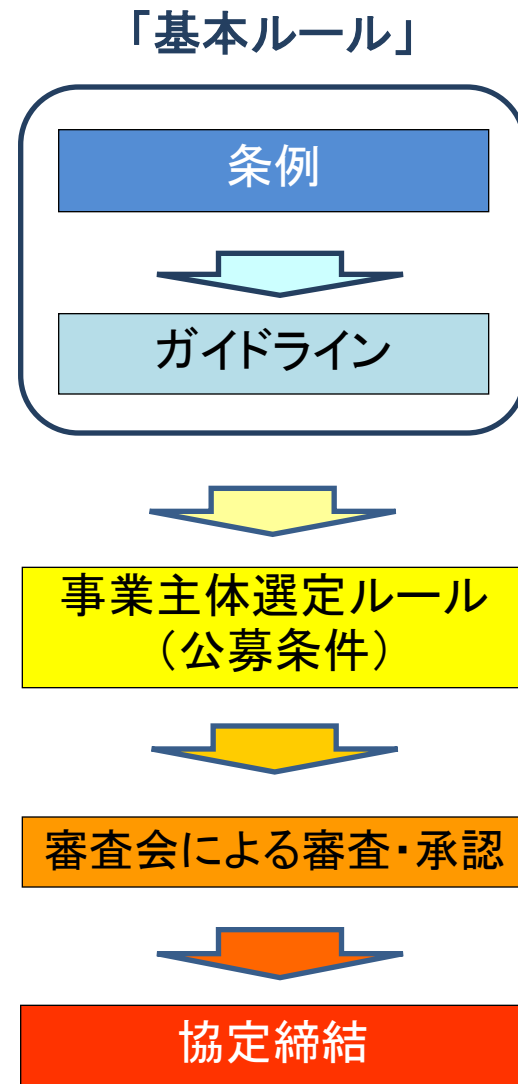 「基本ルール」
条例
ガイドライン
事業主体選定ルール
（公募条件）
審査会による審査・承認
協定締結